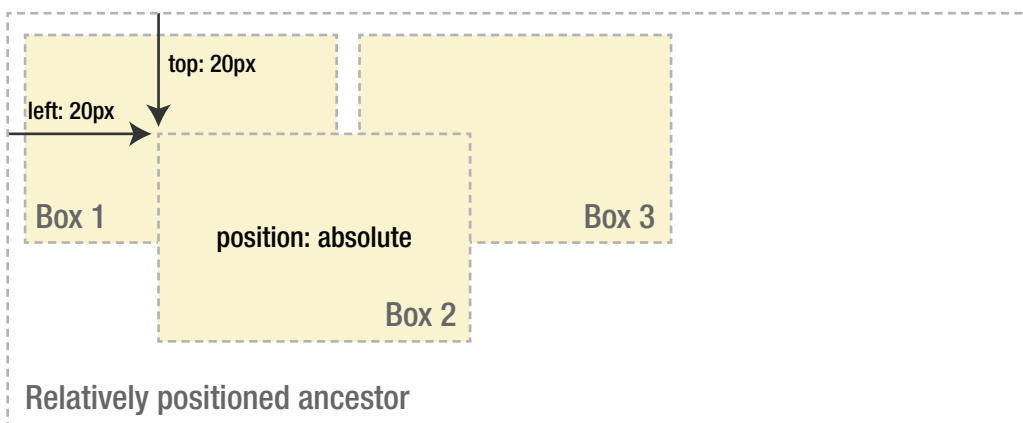 top: 20px
left: 20px
Box 1
Box 3
position: absolute
Box 2
Relatively positioned ancestor